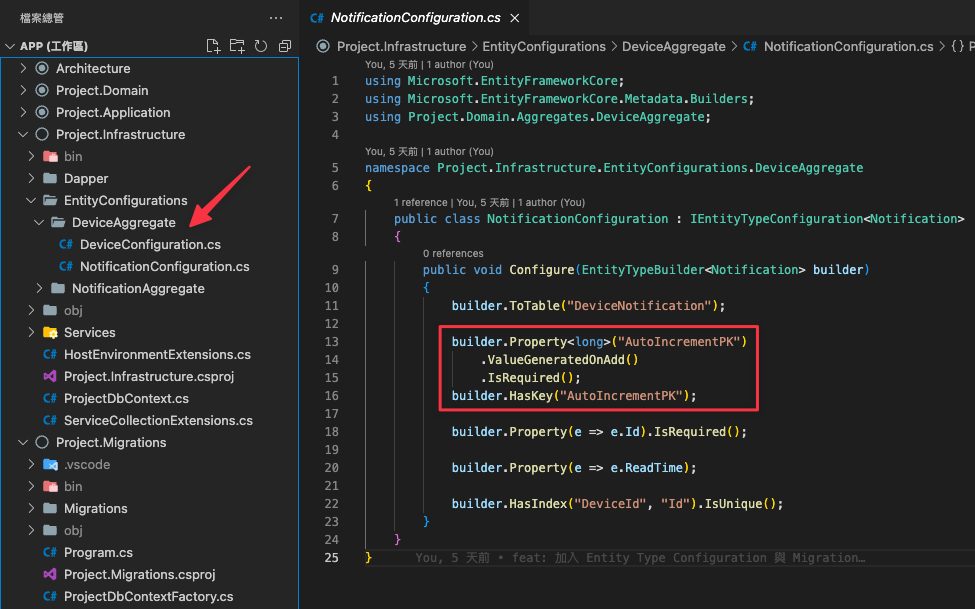 檔案總管
APP (工作區)
Architecture
Project.Domain
Project.Application
Project.Infrastructure
bin
Dapper
EntityConfigurations
DeviceAggregate
C# DeviceConfiguration.cs
C# NotificationConfiguration.cs
NotificationAggregate
obj
Services
C# HostEnvironmentExtensions.cs
Project.Infrastructure.csproj
C# ProjectDbContext.cs
C# ServiceCollectionExtensions.cs
Project.Migrations
.vscode
bin
Migrations
obj
C# Program.cs
Project.Migrations.csproj
C# ProjectDbContextFactory.cs
C# NotificationConfiguration.cs
Project.Infrastructure > EntityConfigurations > DeviceAggregate > C# NotificationConfiguration.cs > {} P
You, 5 天前 | 1 author (You)
1 using Microsoft.EntityFrameworkCore;
2 using Microsoft.EntityFrameworkCore.Metadata.Builders;
3 using Project.Domain.Aggregates.DeviceAggregate;
4
You, 5 天前 | 1 author (You)
5 namespace Project.Infrastructure.EntityConfigurations.DeviceAggregate
6 {
1 reference | You, 5 天前 | 1 author (You)
7 public class NotificationConfiguration : IEntityTypeConfiguration<Notification>
8 {
0 references
9 public void Configure(EntityTypeBuilder<Notification> builder)
10 {
11 builder.ToTable("DeviceNotification");
12
13 builder.Property<long>("AutoIncrementPK")
14 .ValueGeneratedOnAdd()
15 .IsRequired();
16 builder.HasKey("AutoIncrementPK");
17
18 builder.Property(e => e.Id).IsRequired();
19
20 builder.Property(e => e.ReadTime);
21
22 builder.HasIndex("DeviceId", "Id").IsUnique();
23 }
24 }
25 } You, 5 天前 • feat: 加入 Entity Type Configuration 與 Migration…